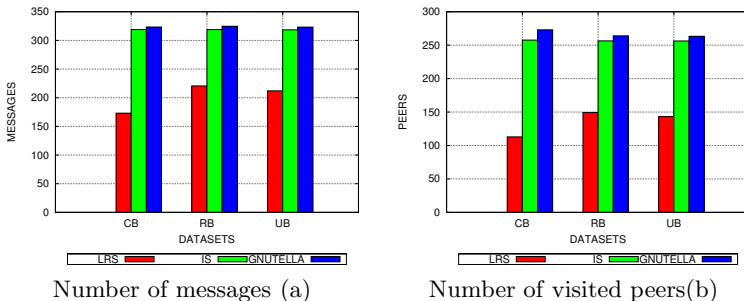 350
300
250
200
150
100
50
0
MESSAGES
CB RB UB
DATASETS
LRS IS GNUTELLA
Number of messages (a)
300
250
200
150
100
50
0
PEERS
CB RB UB
DATASETS
LRS IS GNUTELLA
Number of visited peers(b)